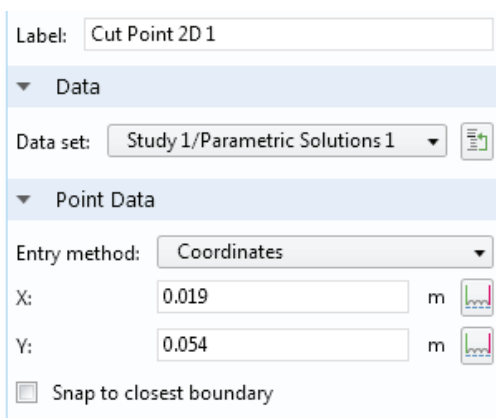 Label: Cut Point 2D 1
Data
Data set: Study 1/Parametric Solutions 1
Point Data
Entry method: Coordinates
X: 0.019 m
Y: 0.054 m
Snap to closest boundary